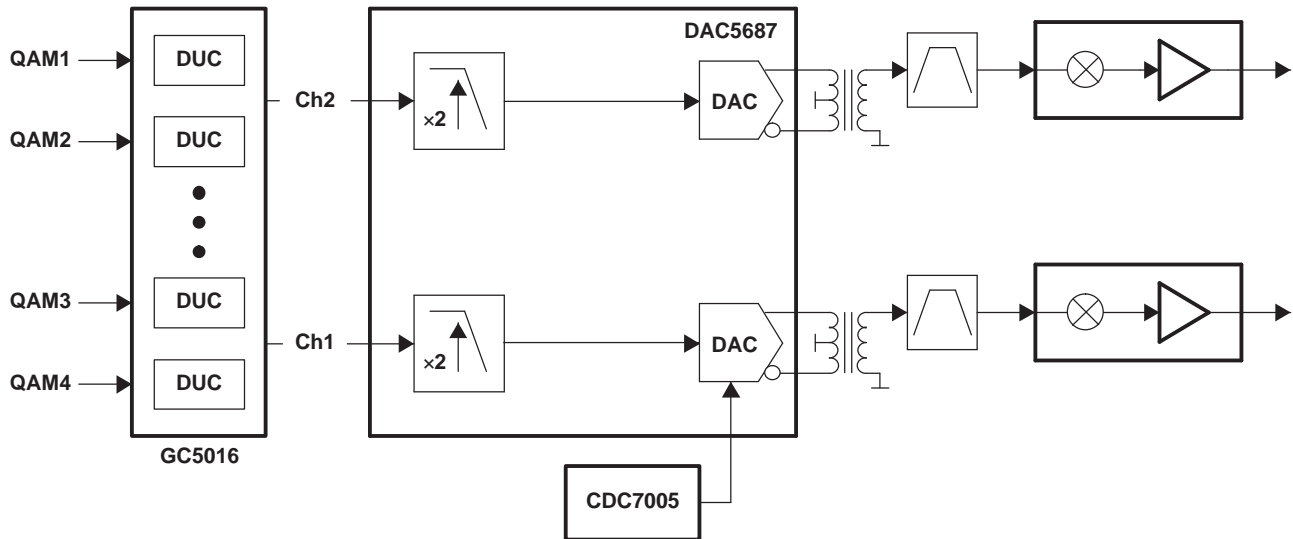 DAC5687
QAM1
DUC
Ch2
×2
DAC
QAM2
DUC
QAM3
DUC
Ch1
×2
DAC
QAM4
DUC
GC5016
CDC7005